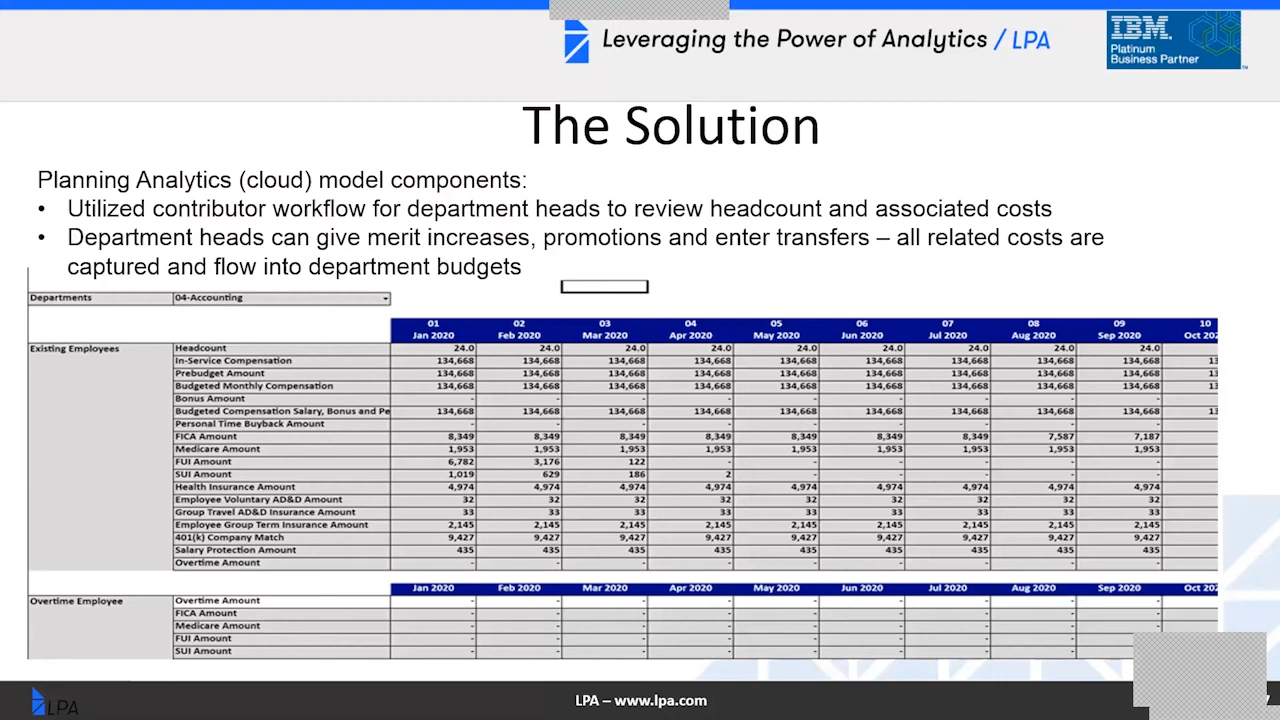 Leveraging the Power of Analytics / LPA
IBM.
Platinum
Business Partner
The Solution
Planning Analytics (cloud) model components:
• Utilized contributor workflow for department heads to review headcount and associated costs
• Department heads can give merit increases, promotions and enter transfers – all related costs are
captured and flow into department budgets
Departments 04-Accounting
01 02 03 04 05 06 07 08 09 10
Jan 2020 Feb 2020 Mar 2020 Apr 2020 May 2020 Jun 2020 Jul 2020 Aug 2020 Sep 2020 Oct 202
Existing Employees Headcount 24.0 24.0 24.0 24.0 24.0 24.0 24.0 24.0 24.0
In-Service Compensation 134,668 134,668 134,668 134,668 134,668 134,668 134,668 134,668 134,668 13
Prebudget Amount 134,668 134,668 134,668 134,668 134,668 134,668 134,668 134,668 134,668 13
Budgeted Monthly Compensation 134,668 134,668 134,668 134,668 134,668 134,668 134,668 134,668 134,668 13
Bonus Amount - - - - - - - - -
Budgeted Compensation Salary, Bonus and Pe 134,668 134,668 134,668 134,668 134,668 134,668 134,668 134,668 134,668 13
Personal Time Buyback Amount - - - - - - - - -
FICA Amount 8,349 8,349 8,349 8,349 8,349 8,349 8,349 7,587 7,187
Medicare Amount 1,953 1,953 1,953 1,953 1,953 1,953 1,953 1,953 1,953
FUI Amount 6,782 3,176 122 - - - - - -
SUI Amount 1,019 629 186 2 - - - - -
Health Insurance Amount 4,974 4,974 4,974 4,974 4,974 4,974 4,974 4,974 4,974
Employee Voluntary AD&D Amount 32 32 32 32 32 32 32 32 32
Group Travel AD&D Insurance Amount 33 33 33 33 33 33 33 33 33
Employee Group Term Insurance Amount 2,145 2,145 2,145 2,145 2,145 2,145 2,145 2,145 2,145
401(k) Company Match 9,427 9,427 9,427 9,427 9,427 9,427 9,427 9,427 9,427
Salary Protection Amount 435 435 435 435 435 435 435 435 435
Overtime Amount - - - - - - - - -
Jan 2020 Feb 2020 Mar 2020 Apr 2020 May 2020 Jun 2020 Jul 2020 Aug 2020 Sep 2020 Oct 202
Overtime Employee Overtime Amount - - - - - - - - -
FICA Amount - - - - - - - - -
Medicare Amount - - - - - - - - -
FUI Amount - - - - - - - - -
SUI Amount - - - - - - - - -
LPA
LPA – www.lpa.com